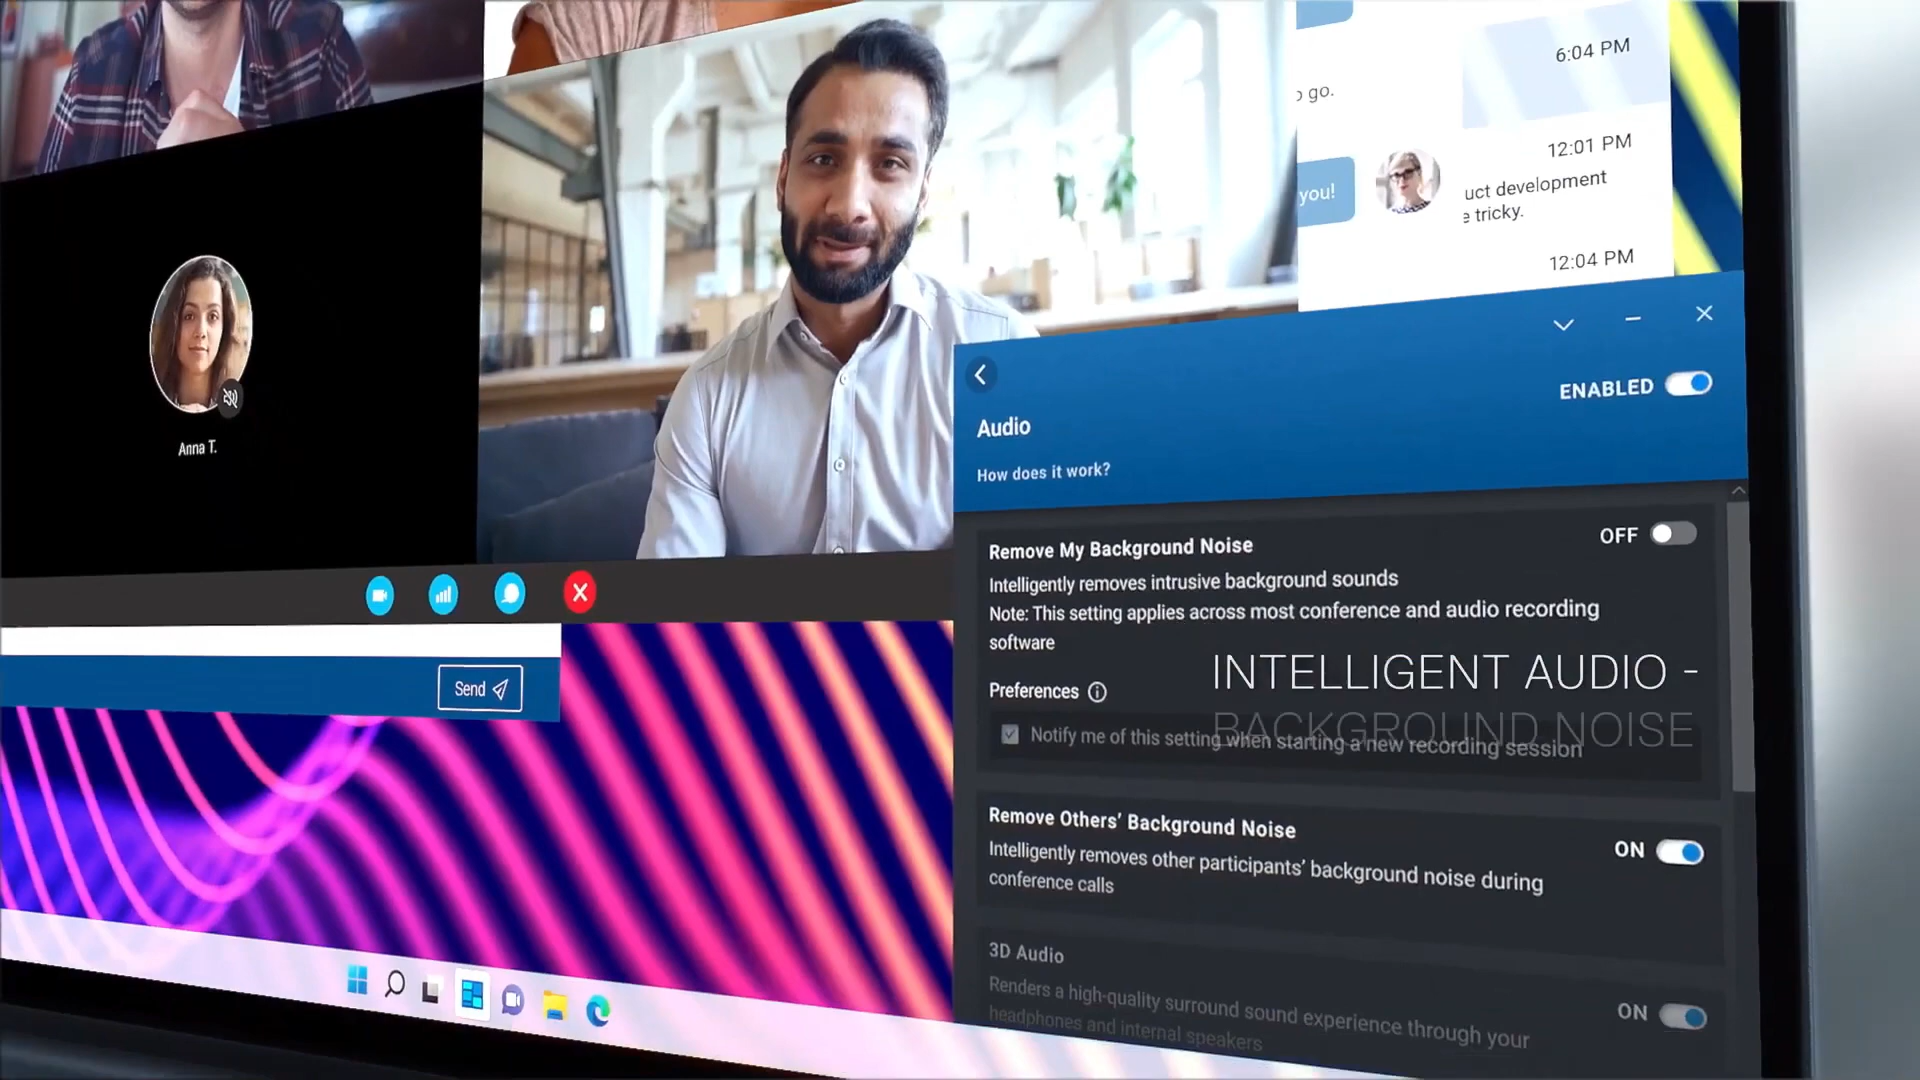 6:04 PM
go.
12:01 PM
you!
development
tricky.
12:04 PM
Anna T.
ENABLED
Audio
How does it work?
Remove My Background Noise
OFF
Intelligently removes intrusive background sounds
Note: This setting applies across most conference and audio recording
software
INTELLIGENT AUDIO -
BACKGROUND NOISE
Preferences
Notify me of this setting when starting a new recording session
Send
Remove Others’ Background Noise
ON
Intelligently removes other participants’ background noise during
conference calls
3D Audio
ON
Renders a high-quality surround sound experience through your
headphones and internal speakers